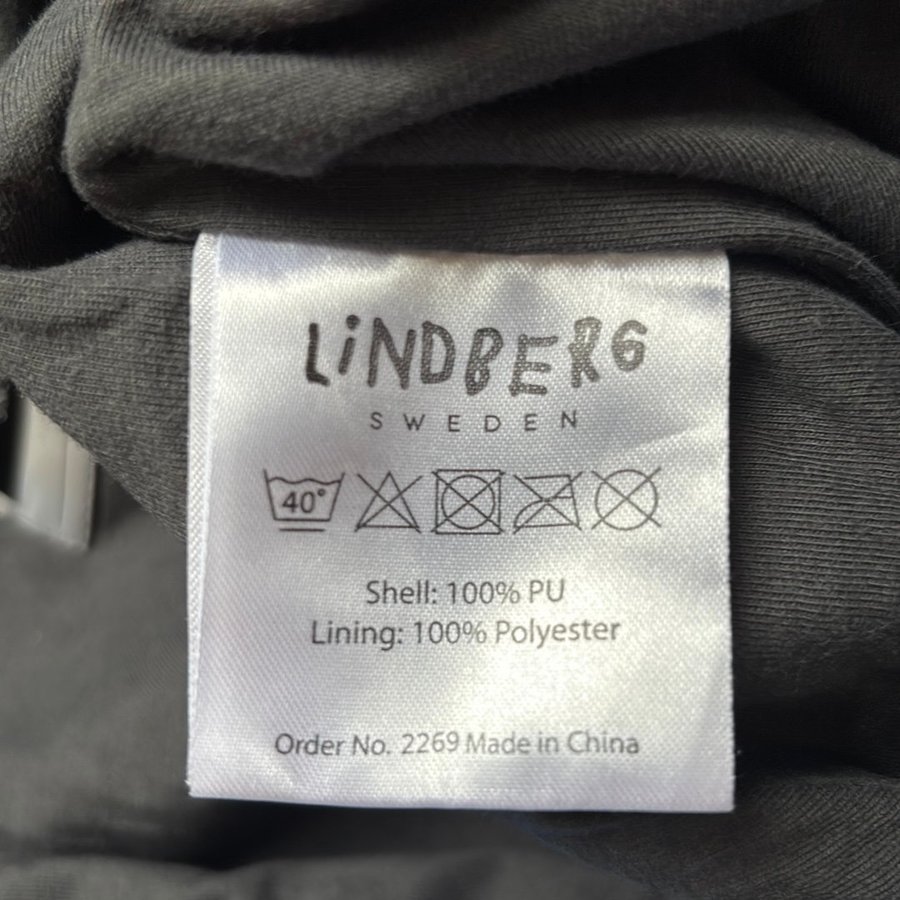 LiNDBERG
SWEDEN
40°
Shell: 100% PU
Lining: 100% Polyester
Order No. 2269 Made in China